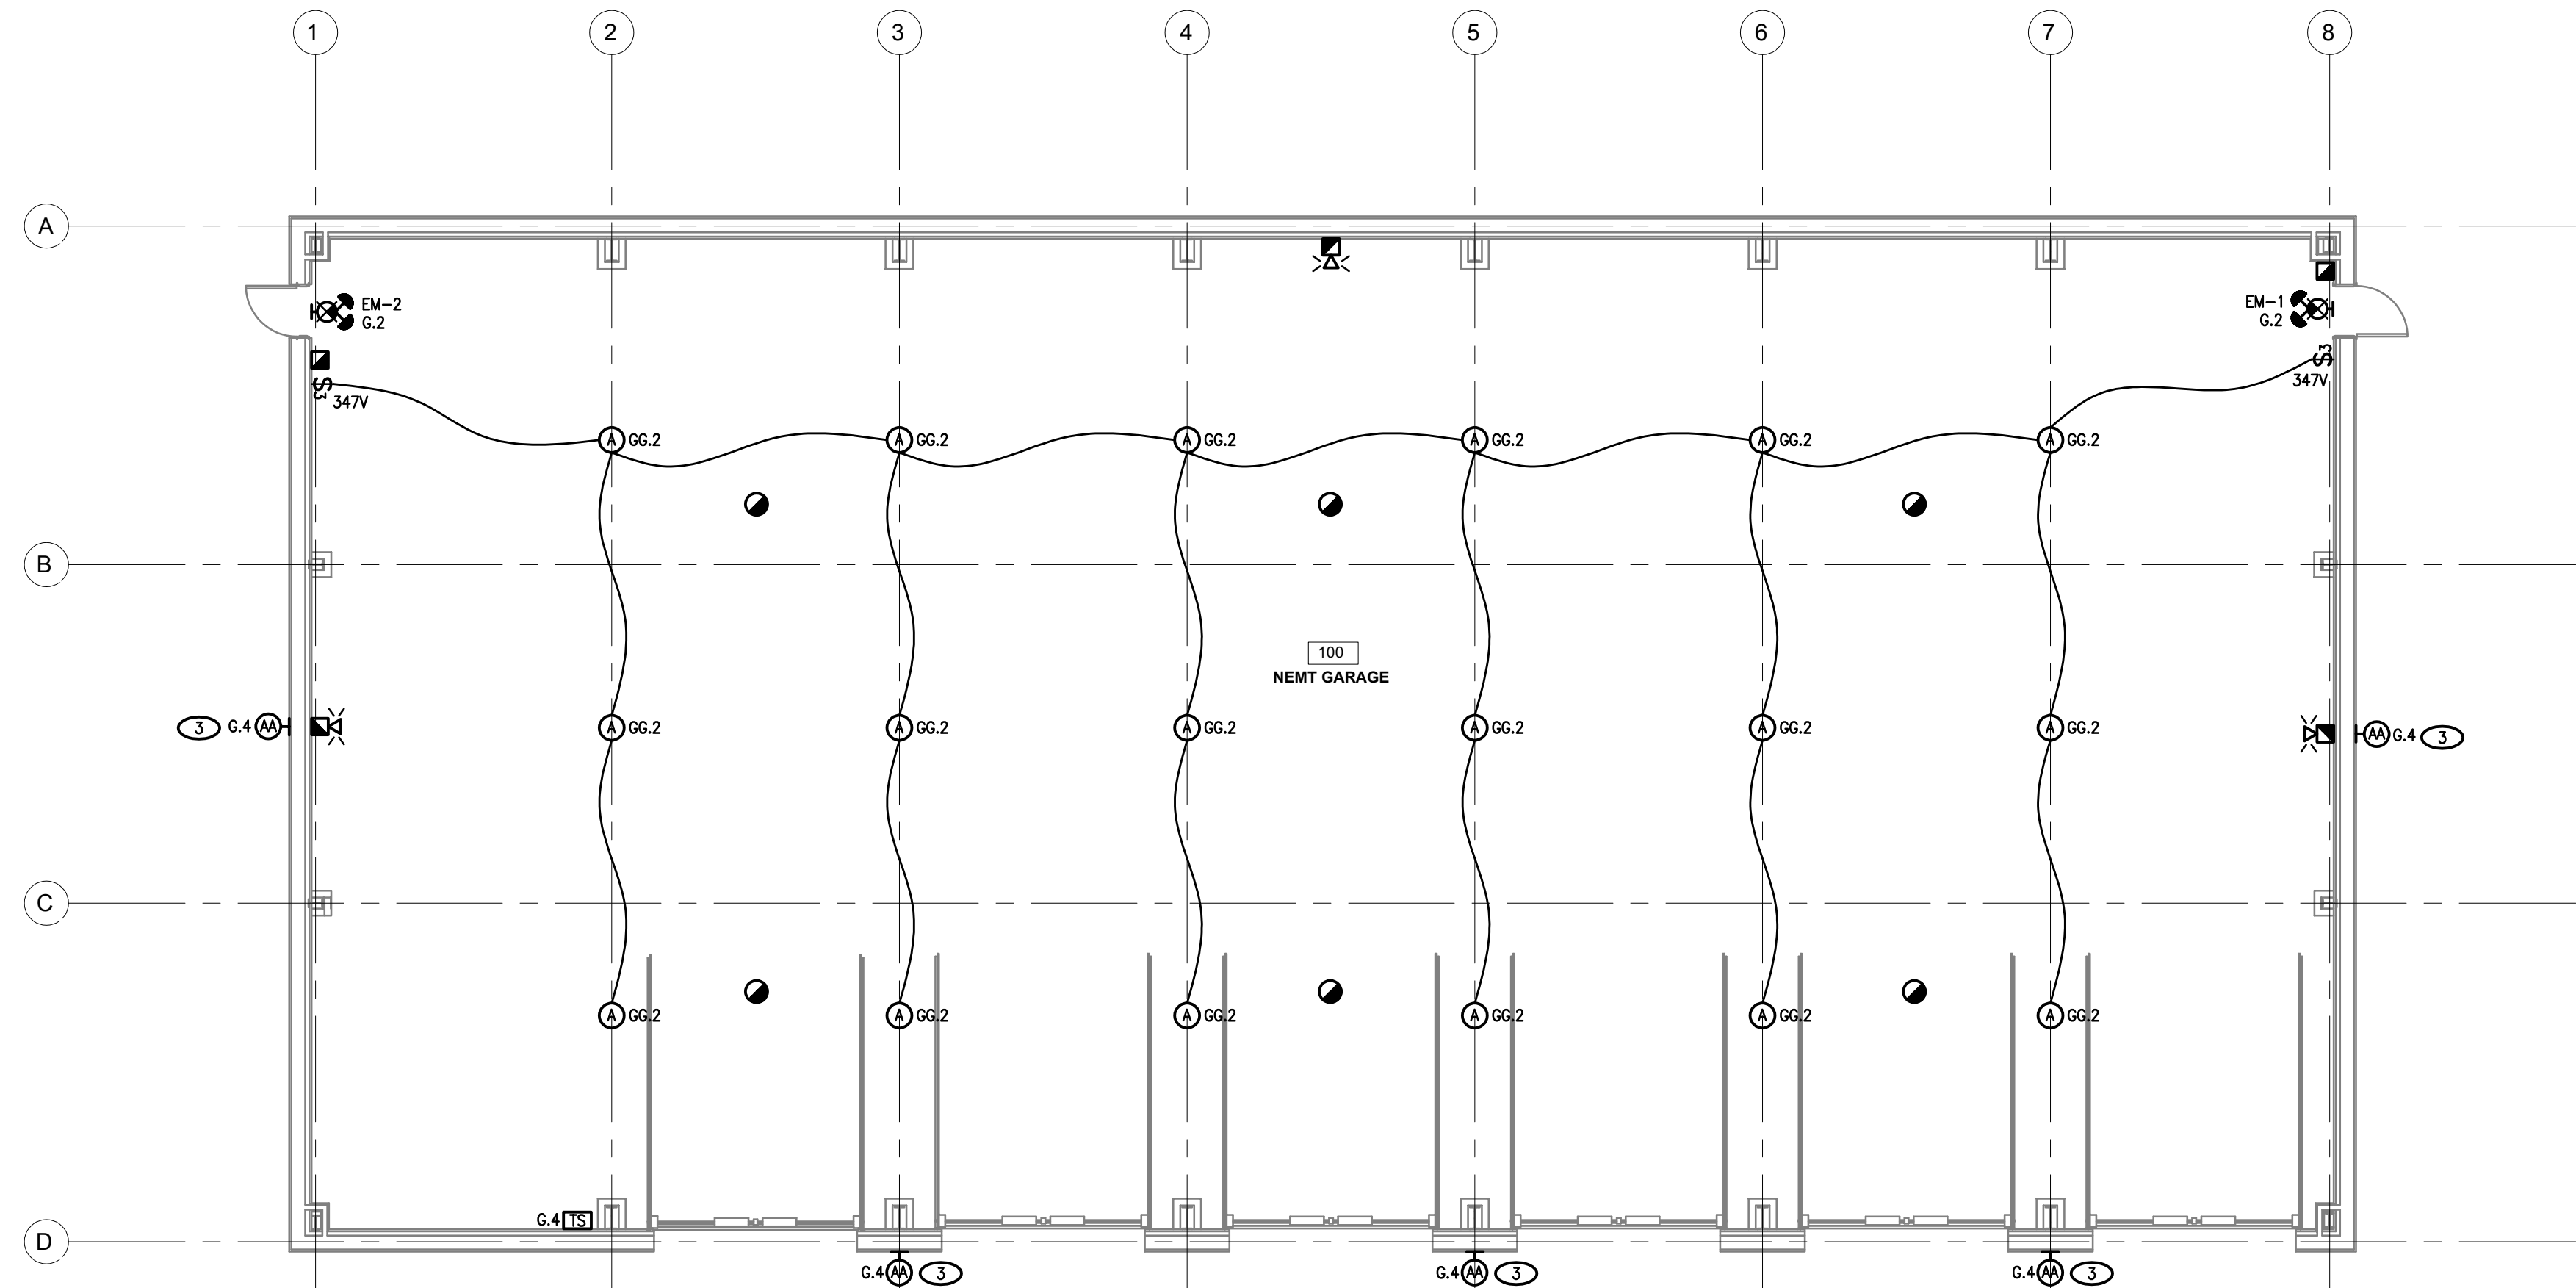 1 2 3 4 5 6 7 8
A
EM-2
G.2
EM-1
G.2
S3
347V
S3
347V
A GG.2 A GG.2 A GG.2 A GG.2 A GG.2 A GG.2
B
100
NEMT GARAGE
3 G.4 AA
A GG.2 A GG.2 A GG.2 A GG.2 A GG.2 A GG.2
AA G.4 3
C
A GG.2 A GG.2 A GG.2 A GG.2 A GG.2 A GG.2
G.4 TS
D
G.4 AA 3 G.4 AA 3 G.4 AA 3